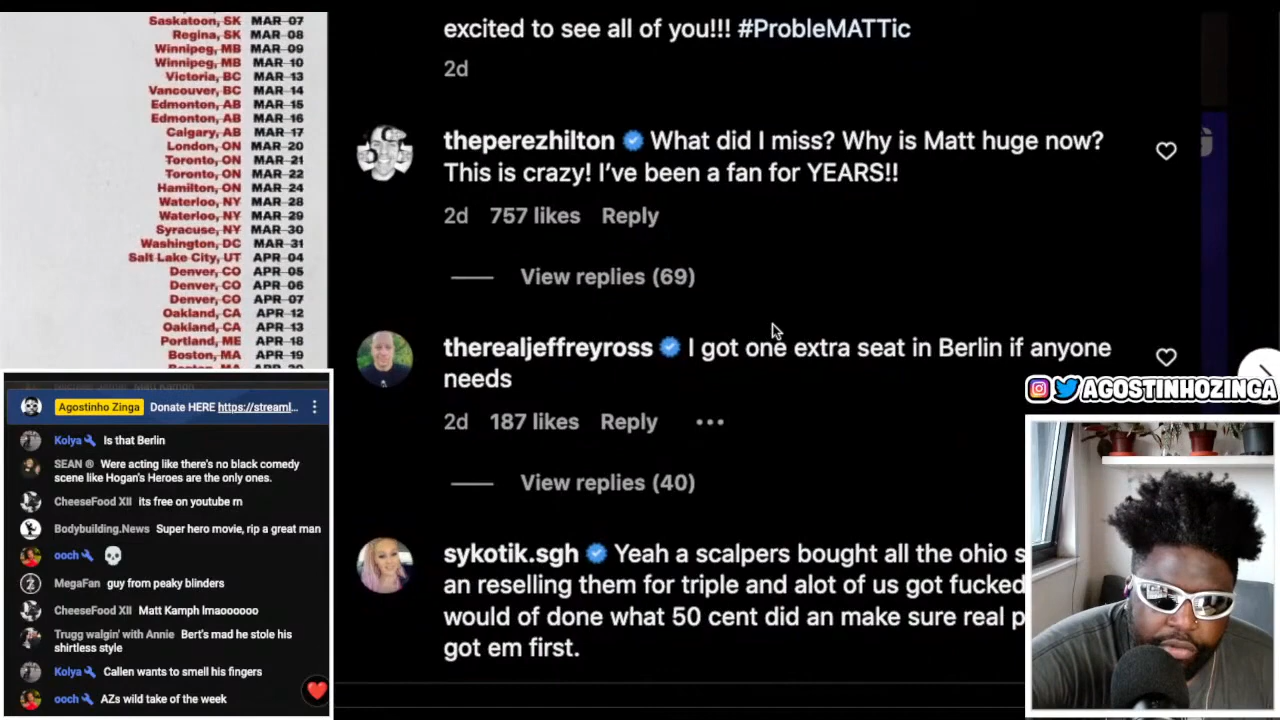 Saskatoon, SK MAR 07
Regina, SK MAR 08
Winnipeg, MB MAR 09
Winnipeg, MB MAR 10
Victoria, BC MAR 13
Vancouver, BC MAR 14
Edmonton, AB MAR 15
Edmonton, AB MAR 16
Calgary, AB MAR 17
London, ON MAR 20
Toronto, ON MAR 21
Toronto, ON MAR 22
Hamilton, ON MAR 24
Waterloo, NY MAR 28
Waterloo, NY MAR 29
Syracuse, NY MAR 30
Washington, DC MAR 31
Salt Lake City, UT APR 04
Denver, CO APR 05
Denver, CO APR 06
Denver, CO APR 07
Oakland, CA APR 12
Oakland, CA APR 13
Portland, ME APR 18
Boston, MA APR 19
excited to see all of you!!! #ProbleMATTic
2d
theperezhilton What did I miss? Why is Matt huge now?
This is crazy! I've been a fan for YEARS!!
2d 757 likes Reply
View replies (69)
therealjeffreyross I got one extra seat in Berlin if anyone
needs
2d 187 likes Reply
View replies (40)
sykotik.sgh Yeah a scalpers bought all the ohio s
an reselling them for triple and alot of us got fucked
would of done what 50 cent did an make sure real p
got em first.
Agostinho Zinga Donate HERE https://streaml...
Kolya Is that Berlin
SEAN ® Were acting like there's no black comedy
scene like Hogan's Heroes are the only ones.
CheeseFood XII its free on youtube rn
Bodybuilding.News Super hero movie, rip a great man
ooch
MegaFan guy from peaky blinders
CheeseFood XII Matt Kamph lmaoooooo
Trugg walgin' with Annie Bert's mad he stole his
shirtless style
Kolya Callen wants to smell his fingers
ooch AZs wild take of the week
AGOSTINHOZINGA